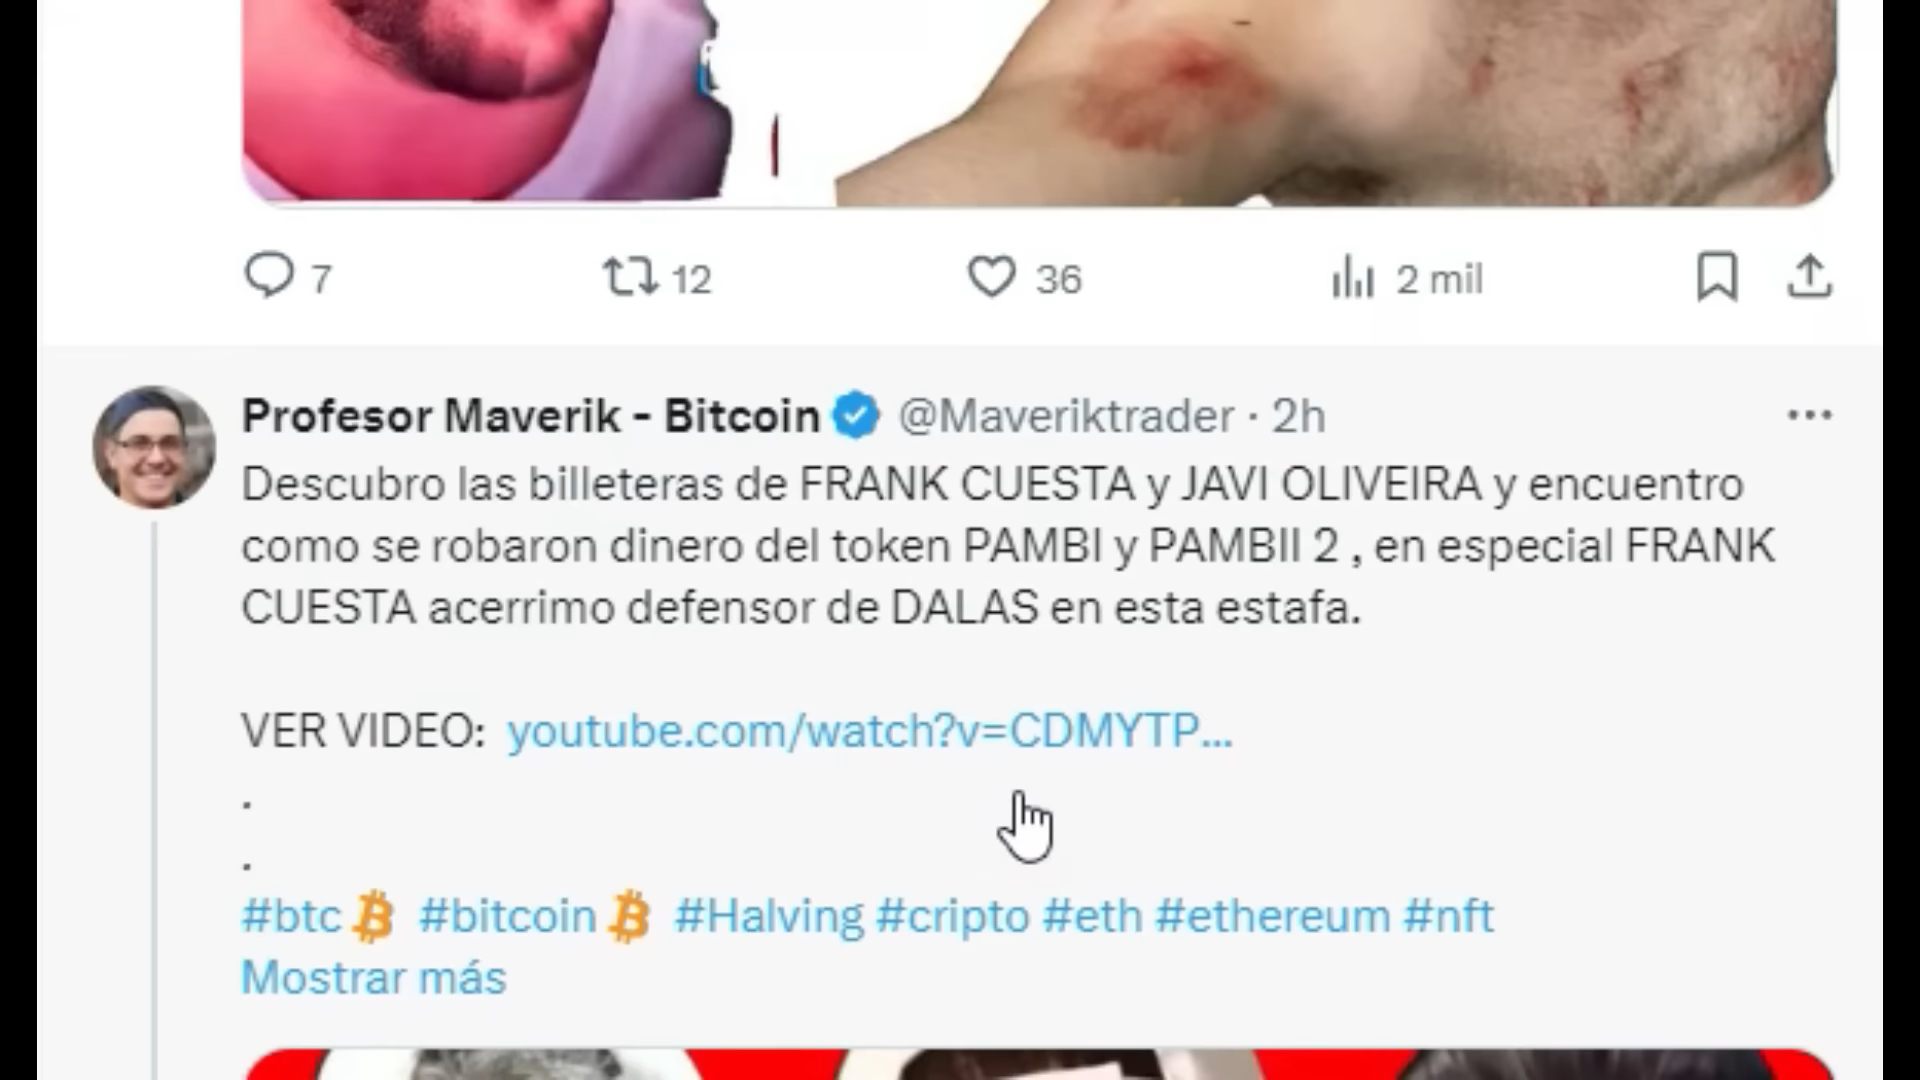 7 12 36 2 mil
Profesor Maverik - Bitcoin @Maveriktrader · 2h
Descubro las billeteras de FRANK CUESTA y JAVI OLIVEIRA y encuentro
como se robaron dinero del token PAMBI y PAMBII 2 , en especial FRANK
CUESTA acerrimo defensor de DALAS en esta estafa.
VER VIDEO: youtube.com/watch?v=CDMYTP...
.
.
#btc #bitcoin #Halving #cripto #eth #ethereum #nft
Mostrar más